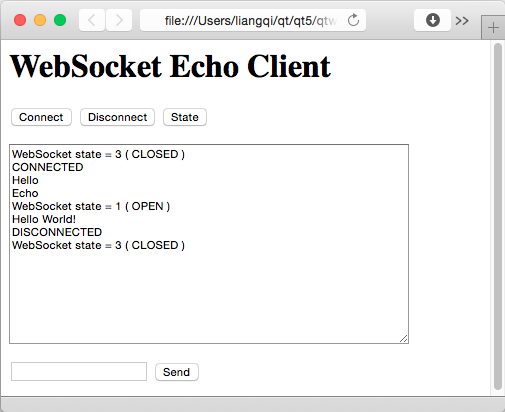 file:///Users/liangqi/qt/qt5/qtw
WebSocket Echo Client
Connect Disconnect State
WebSocket state = 3 ( CLOSED )
CONNECTED
Hello
Echo
WebSocket state = 1 ( OPEN )
Hello World!
DISCONNECTED
WebSocket state = 3 ( CLOSED )
Send